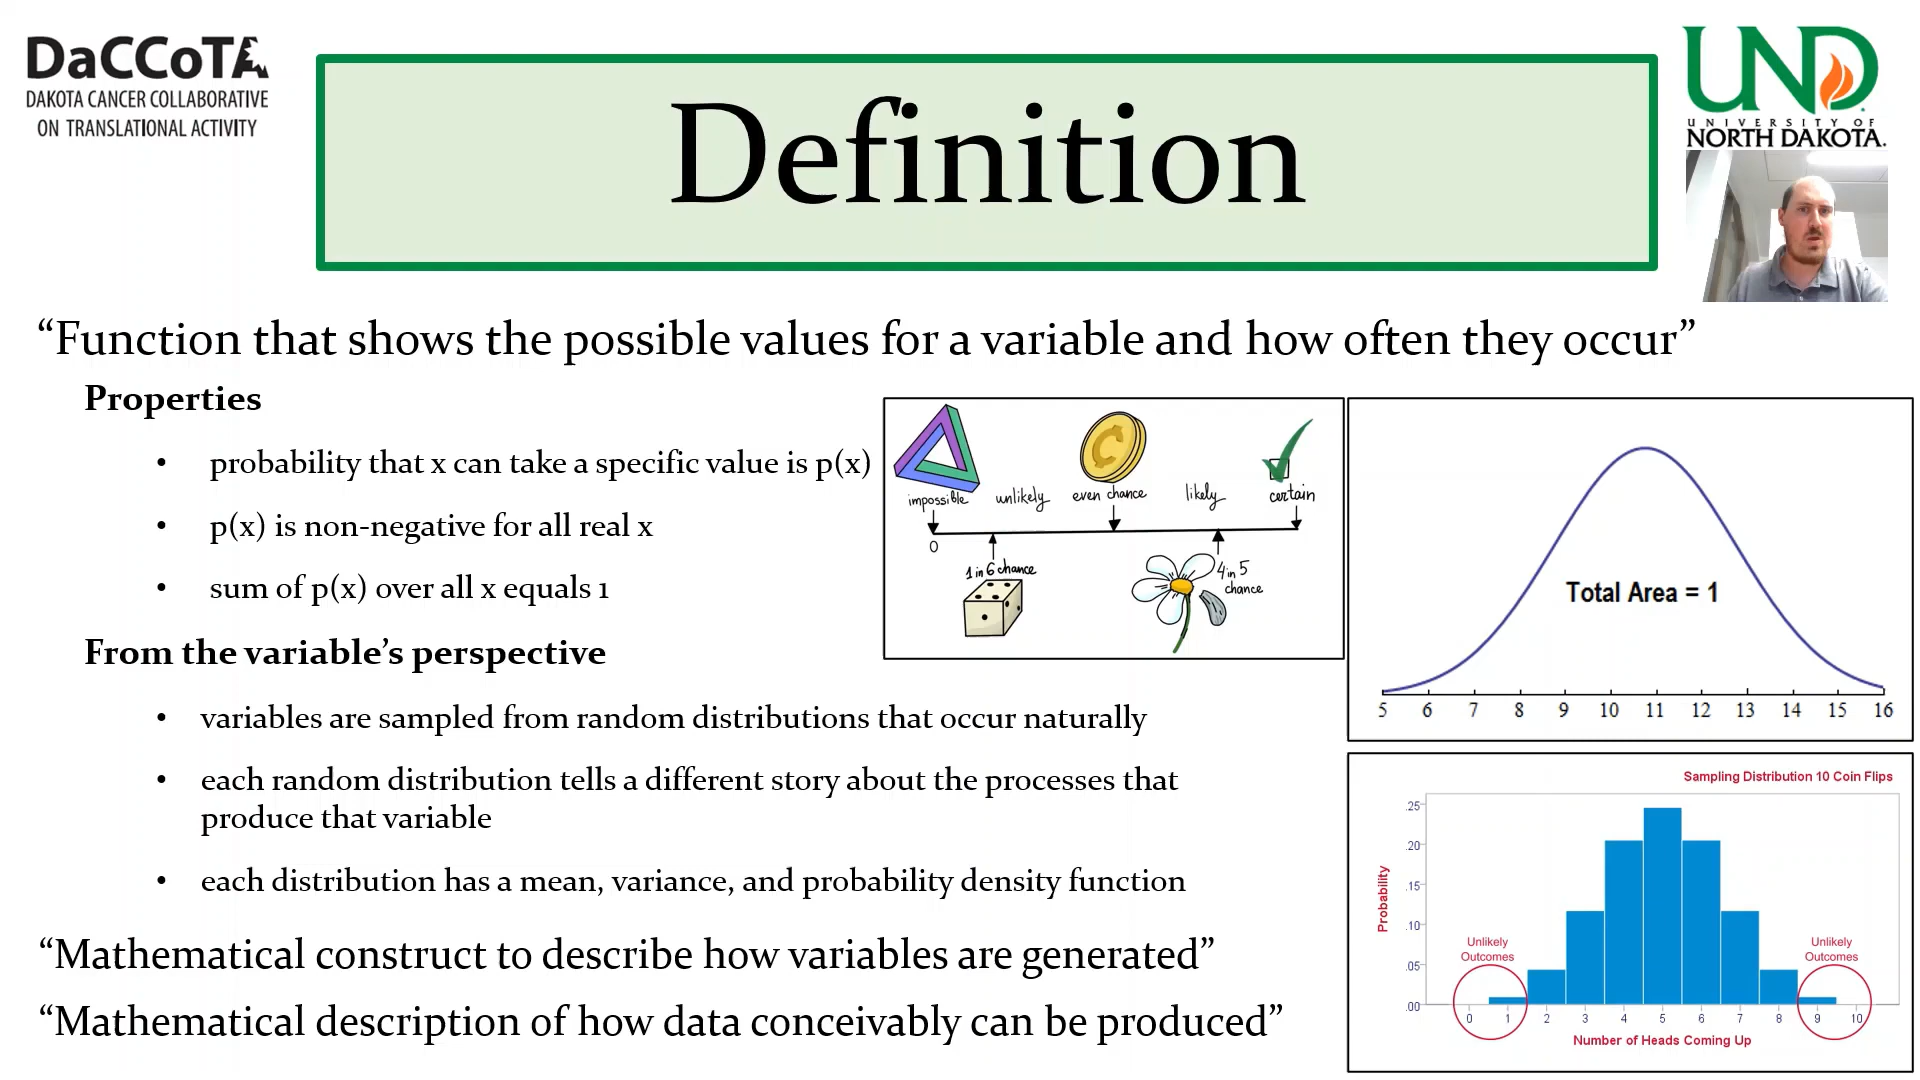 DaCCoTA
DAKOTA CANCER COLLABORATIVE
ON TRANSLATIONAL ACTIVITY
Definition
UND
UNIVERSITY OF
NORTH DAKOTA.
“Function that shows the possible values for a variable and how often they occur”
Properties
• probability that x can take a specific value is p(x)
• p(x) is non-negative for all real x
• sum of p(x) over all x equals 1
From the variable’s perspective
• variables are sampled from random distributions that occur naturally
• each random distribution tells a different story about the processes that
produce that variable
• each distribution has a mean, variance, and probability density function
“Mathematical construct to describe how variables are generated”
“Mathematical description of how data conceivably can be produced”
impossible unlikely even chance likely certain
0
1 in 6 chance
4 in 5
chance
Total Area = 1
5 6 7 8 9 10 11 12 13 14 15 16
Sampling Distribution 10 Coin Flips
Probability
.25
.20
.15
.10
.05
.00
Unlikely
Outcomes
Unlikely
Outcomes
0 1 2 3 4 5 6 7 8 9 10
Number of Heads Coming Up